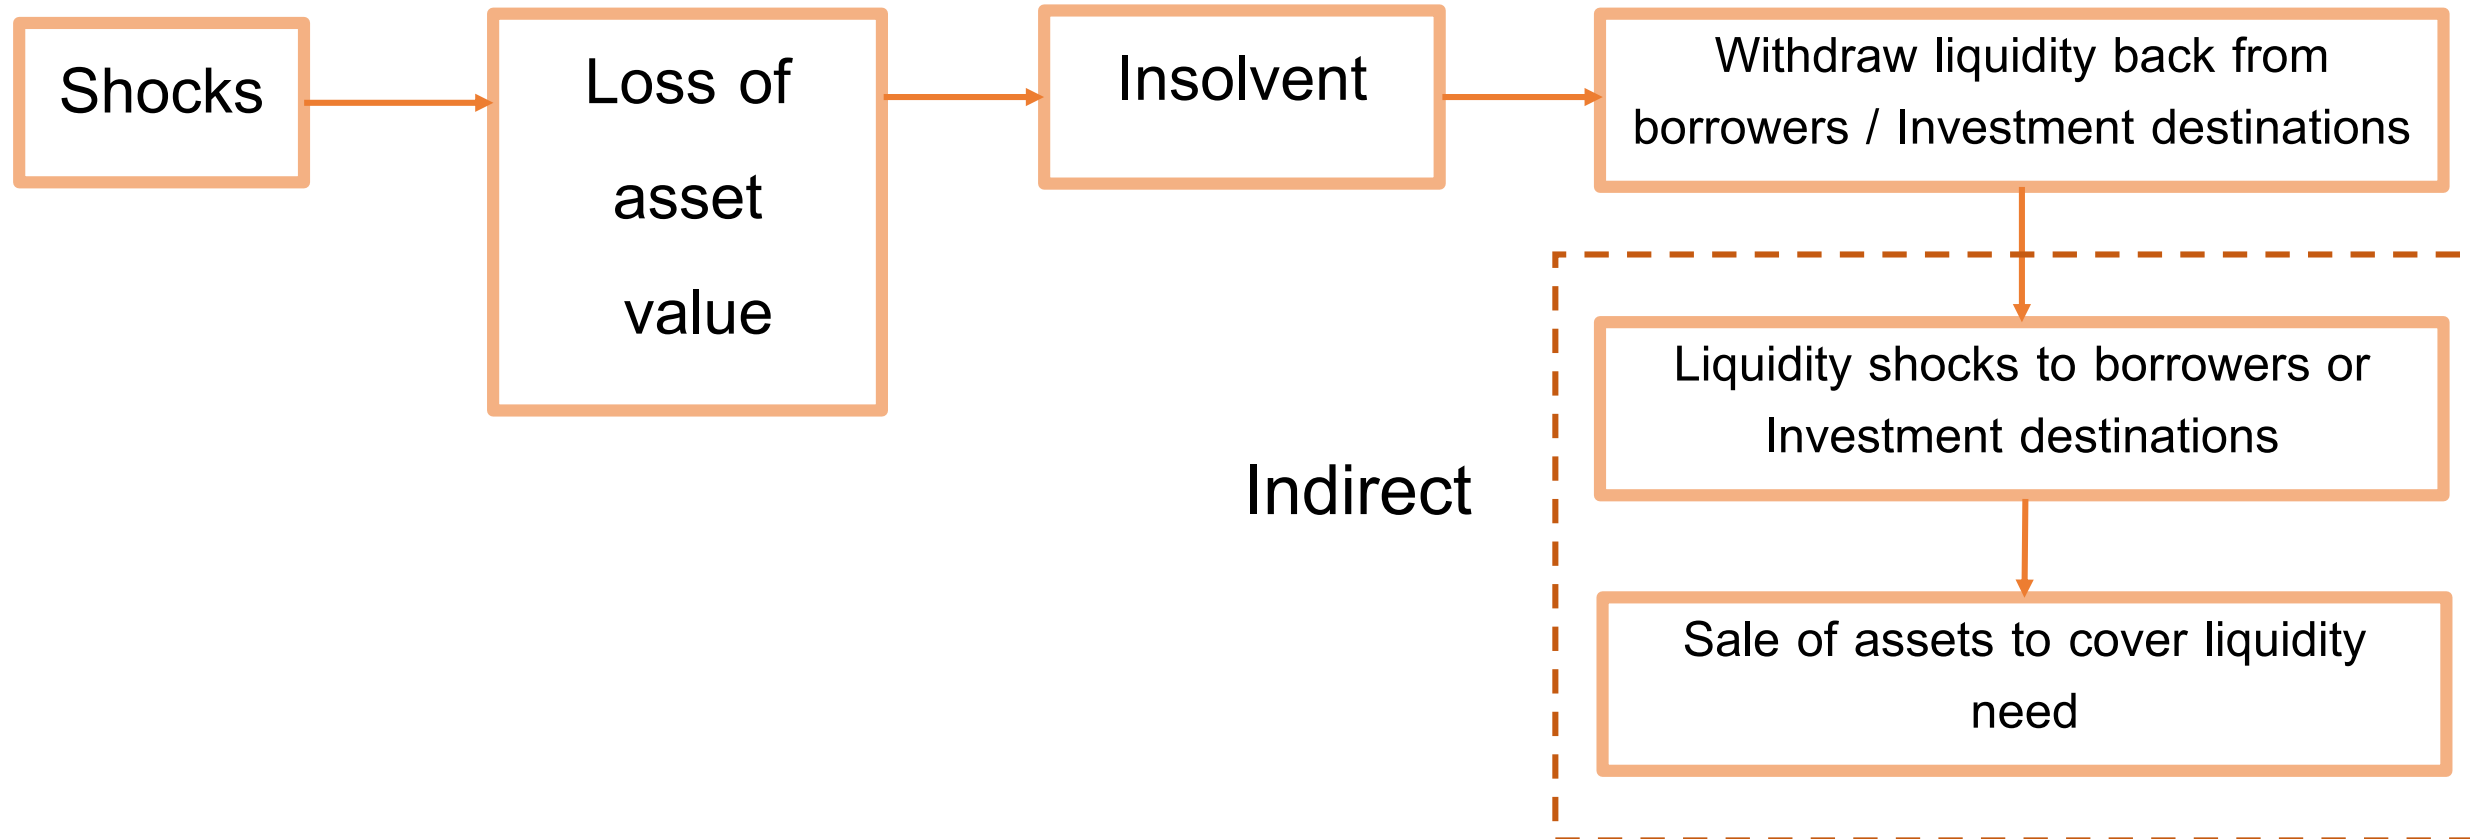 Shocks
Loss of
asset
value
Insolvent
Withdraw liquidity back from
borrowers / Investment destinations
Liquidity shocks to borrowers or
Investment destinations
Indirect
Sale of assets to cover liquidity
need